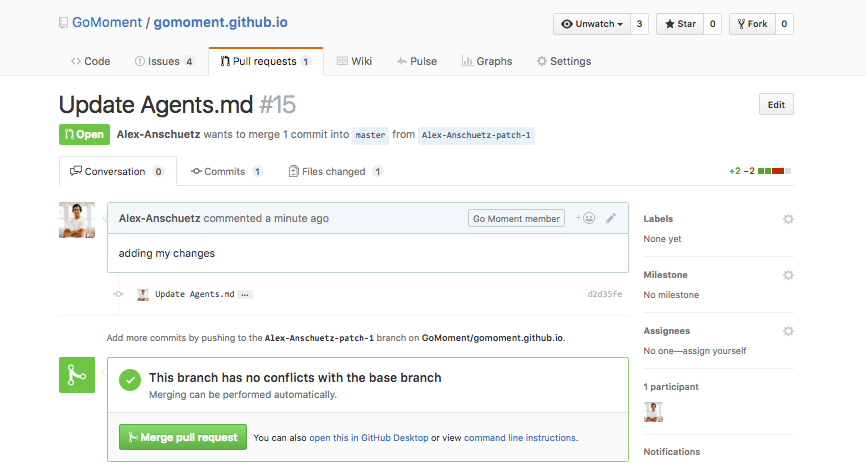 GoMoment / gomoment.github.io
Unwatch 3 Star 0 Fork 0
Code Issues 4 Pull requests 1 Wiki Pulse Graphs Settings
Update Agents.md #15
Edit
Open Alex-Anschuetz wants to merge 1 commit into master from Alex-Anschuetz-patch-1
Conversation 0 Commits 1 Files changed 1 +2 −2
Alex-Anschuetz commented a minute ago Go Moment member
adding my changes
Update Agents.md … d2d35fe
Add more commits by pushing to the Alex-Anschuetz-patch-1 branch on GoMoment/gomoment.github.io.
This branch has no conflicts with the base branch
Merging can be performed automatically.
Merge pull request You can also open this in GitHub Desktop or view command line instructions.
Labels
None yet
Milestone
No milestone
Assignees
No one—assign yourself
1 participant
Notifications